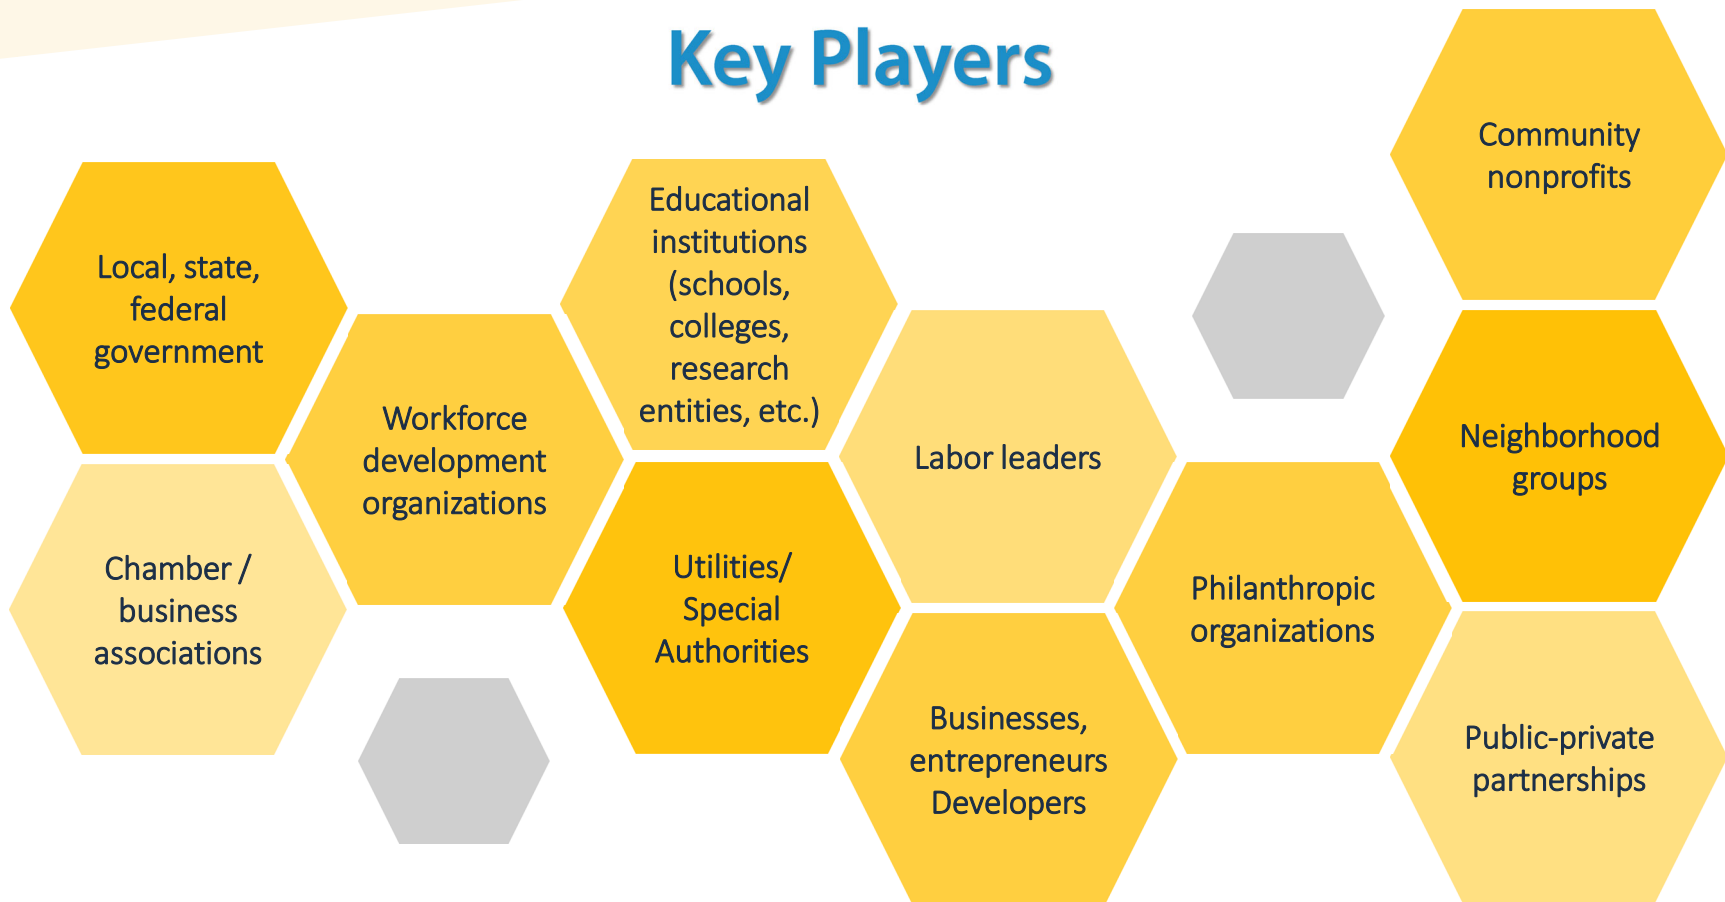 Key Players
Local, state,
federal
government
Chamber /
business
associations
Workforce
development
organizations
Educational
institutions
(schools,
colleges,
research
entities, etc.)
Utilities/
Special
Authorities
Labor leaders
Businesses,
entrepreneurs
Developers
Philanthropic
organizations
Community
nonprofits
Neighborhood
groups
Public-private
partnerships